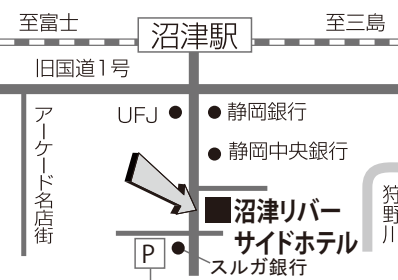 至富士
沼津駅
至三島
旧国道1号
UFJ
静岡銀行
静岡中央銀行
アーケード名店街
沼津リバー
サイドホテル
狩野川
P
スルガ銀行